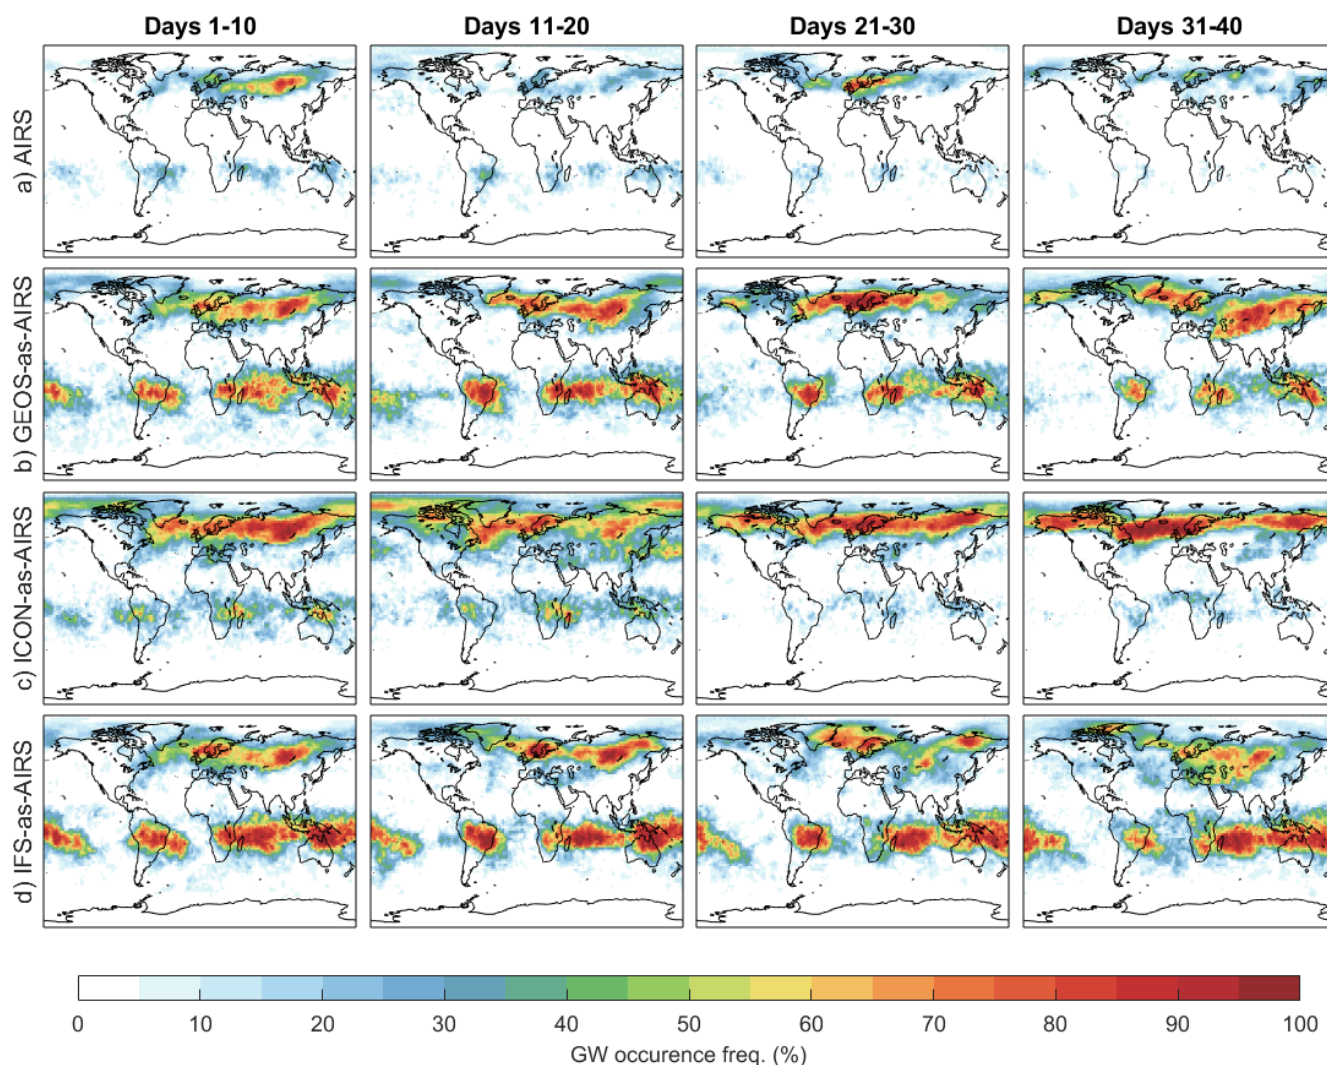 Days 1-10 Days 11-20 Days 21-30 Days 31-40
a) AIRS
b) GEOS-as-AIRS
c) ICON-as-AIRS
d) IFS-as-AIRS
0 10 20 30 40 50 60 70 80 90 100
GW occurence freq. (%)